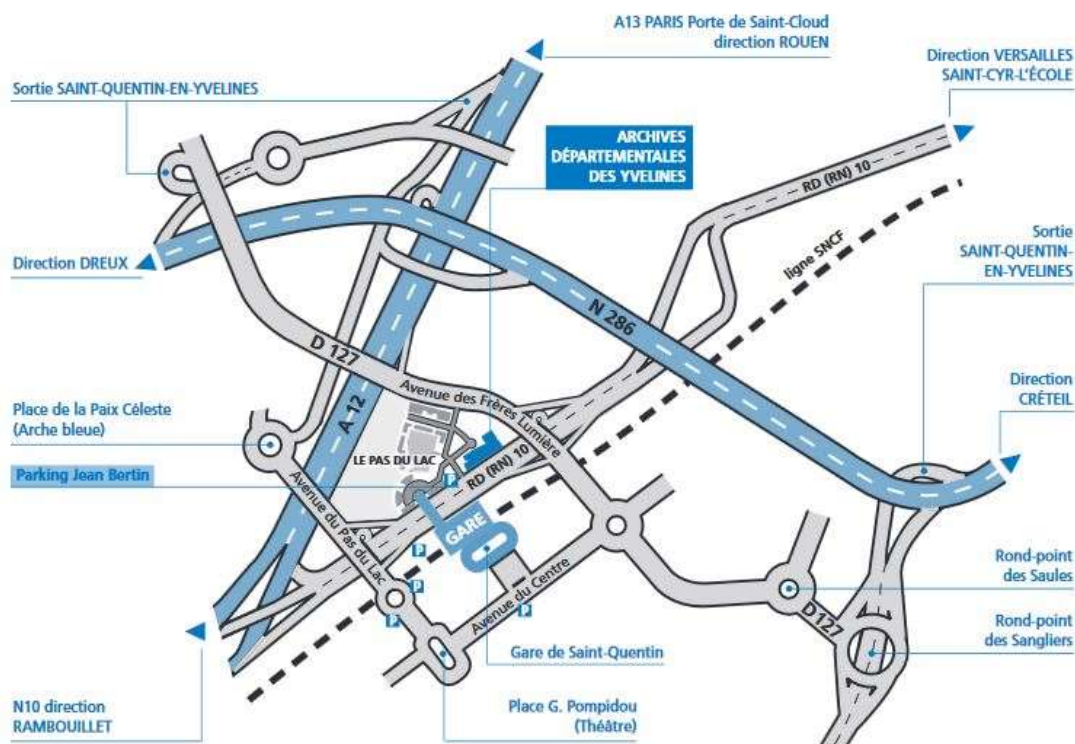 A13 PARIS Porte de Saint-Cloud
direction ROUEN
Direction VERSAILLES
SAINT-CYR-L'ÉCOLE
Sortie SAINT-QUENTIN-EN-YVELINES
ARCHIVES
DÉPARTEMENTALES
DES YVELINES
RD (RN) 10
Sortie
SAINT-QUENTIN-
EN-YVELINES
ligne SNCF
Direction DREUX
N 286
D 127
Avenue des Frères Lumière
Direction
CRÉTEIL
A 12
Place de la Paix Céleste
(Arche bleue)
LE PAS DU LAC
RD (RN) 10
Parking Jean Bertin
P
GARE
Avenue du Pas du Lac
P
P
P
P
Avenue du Centre
Rond-point
des Saules
D127
Rond-point
des Sangliers
Gare de Saint-Quentin
N10 direction
RAMBOUILLET
Place G. Pompidou
(Théâtre)